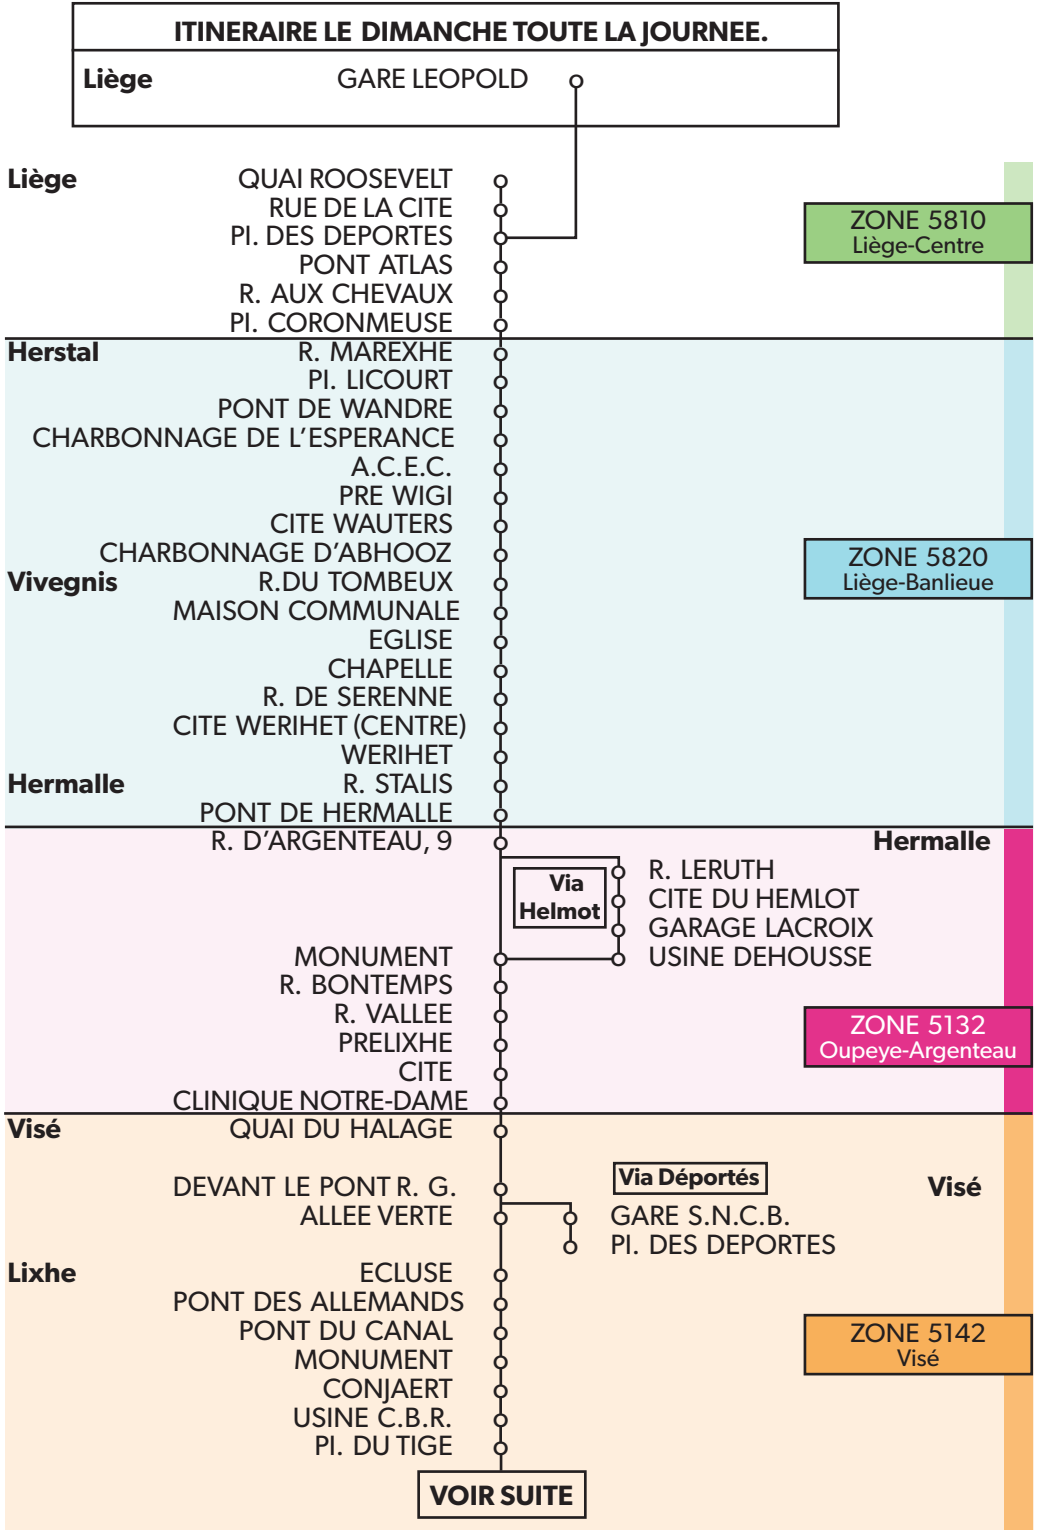 ITINERAIRE LE DIMANCHE TOUTE LA JOURNEE.
Liège GARE LEOPOLD
Liège QUAI ROOSEVELT
RUE DE LA CITE
ZONE 5810
PI. DES DEPORTES
Liège-Centre
PONT ATLAS
R. AUX CHEVAUX
PI. CORONMEUSE
Herstal R. MAREXHE
PI. LICOURT
PONT DE WANDRE
CHARBONNAGE DE L'ESPERANCE
A.C.E.C.
PRE WIGI
CITE WAUTERS
CHARBONNAGE D'ABHOOZ
ZONE 5820
Liège-Banlieue
Vivegnis R.DU TOMBEUX
MAISON COMMUNALE
EGLISE
CHAPELLE
R. DE SERENNE
CITE WERIHET (CENTRE)
WERIHET
Hermalle R. STALIS
PONT DE HERMALLE
R. D'ARGENTEAU, 9 Hermalle
Via
Helmot
R. LERUTH
CITE DU HEMLOT
GARAGE LACROIX
MONUMENT USINE DEHOUSSE
R. BONTEMPS
R. VALLEE
ZONE 5132
Oupeye-Argenteau
PRELIXHE
CITE
CLINIQUE NOTRE-DAME
Visé QUAI DU HALAGE
Via Déportés
DEVANT LE PONT R. G. Visé
ALLEE VERTE GARE S.N.C.B.
PI. DES DEPORTES
Lixhe ECLUSE
PONT DES ALLEMANDS
PONT DU CANAL
ZONE 5142
Visé
MONUMENT
CONJAERT
USINE C.B.R.
PI. DU TIGE
VOIR SUITE